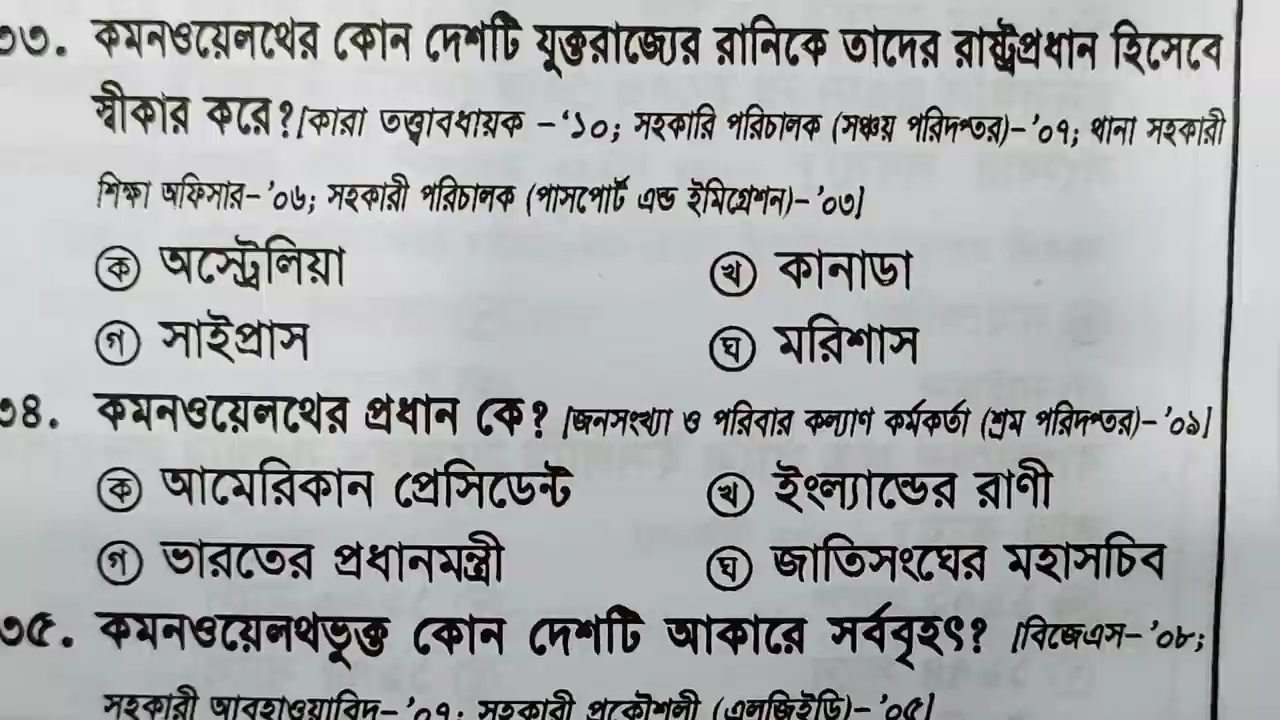 ৩৩. কমনওয়েলথের কোন দেশটি যুক্তরাজ্যের রানিকে তাদের রাষ্ট্রপ্রধান হিসেবে
স্বীকার করে? [কারা তত্ত্বাবধায়ক -‘১০; সহকারি পরিচালক (সঞ্চয় পরিদপ্তর)-’০৭; থানা সহকারী
শিক্ষা অফিসার-’০৬; সহকারী পরিচালক (পাসপোর্ট এন্ড ইমিগ্রেশন)-’০৩]
ক অস্ট্রেলিয়া খ কানাডা
গ সাইপ্রাস ঘ মরিশাস
৩৪. কমনওয়েলথের প্রধান কে? [জনসংখ্যা ও পরিবার কল্যাণ কর্মকর্তা (শ্রম পরিদপ্তর)-’০৯]
ক আমেরিকান প্রেসিডেন্ট খ ইংল্যান্ডের রাণী
গ ভারতের প্রধানমন্ত্রী ঘ জাতিসংঘের মহাসচিব
৩৫. কমনওয়েলথভুক্ত কোন দেশটি আকারে সর্ববৃহৎ? [বিজেএস-’০৮;
সহকারী আবহাওয়াবিদ-’০৭; সহকারী প্রকৌশলী (এলজিইডি)-’০৫]